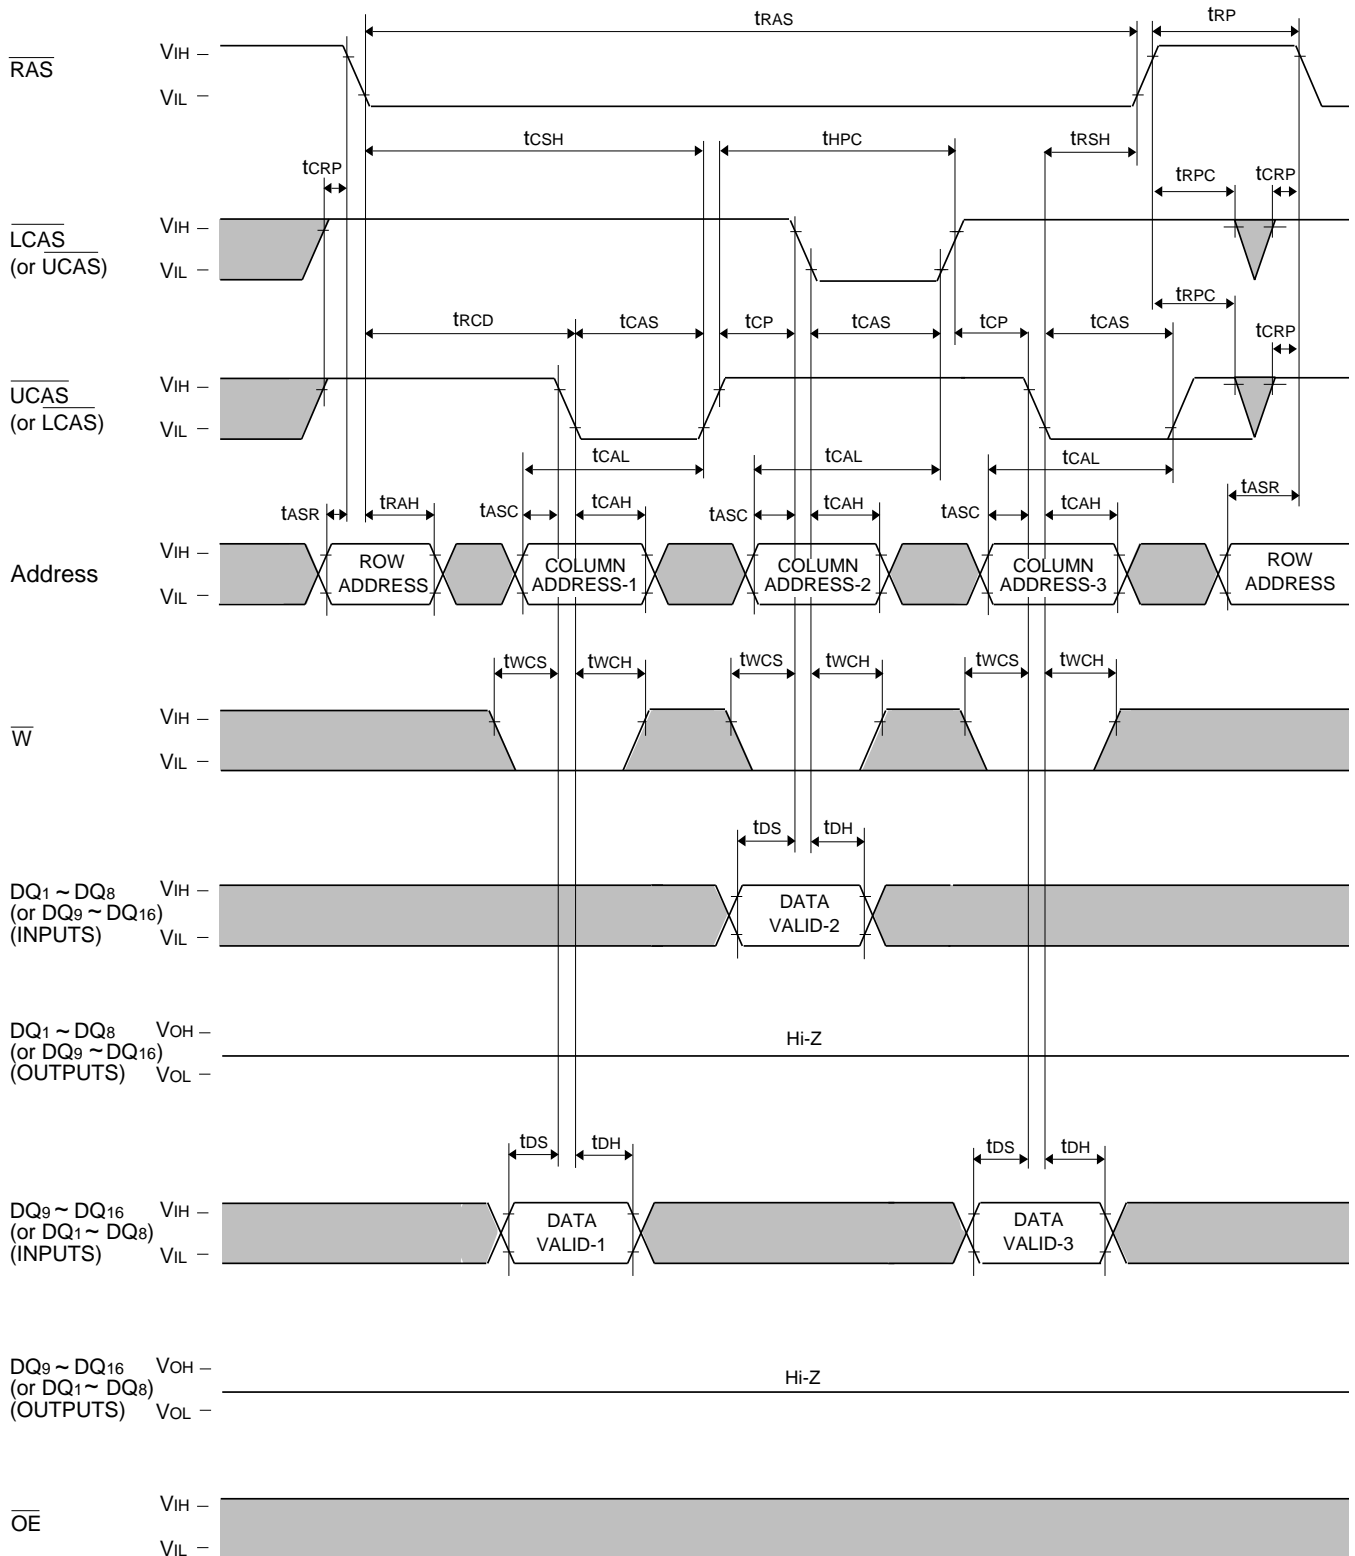 tRAS
tRP
RAS
VIH
VIL
tCSH
tHPC
tRSH
tCRP
tRPC
tCRP
LCAS
(or UCAS)
VIH
VIL
tRCD
tCAS
tCP
tCAS
tCP
tCAS
tRPC
tCRP
UCAS
(or LCAS)
VIH
VIL
tCAL
tCAL
tCAL
tASR
tRAH
tASC
tCAH
tASC
tCAH
tASC
tCAH
tASR
Address
VIH
VIL
ROW
ADDRESS
COLUMN
ADDRESS-1
COLUMN
ADDRESS-2
COLUMN
ADDRESS-3
ROW
ADDRESS
tWCS
tWCH
tWCS
tWCH
tWCS
tWCH
W
VIH
VIL
tDS
tDH
DQ1 ~ DQ8
(or DQ9 ~ DQ16)
(INPUTS)
VIH
VIL
DATA
VALID-2
DQ1 ~ DQ8
(or DQ9 ~ DQ16)
(OUTPUTS)
VOH
VOL
Hi-Z
tDS
tDH
tDS
tDH
DQ9 ~ DQ16
(or DQ1 ~ DQ8)
(INPUTS)
VIH
VIL
DATA
VALID-1
DATA
VALID-3
DQ9 ~ DQ16
(or DQ1 ~ DQ8)
(OUTPUTS)
VOH
VOL
Hi-Z
OE
VIH
VIL